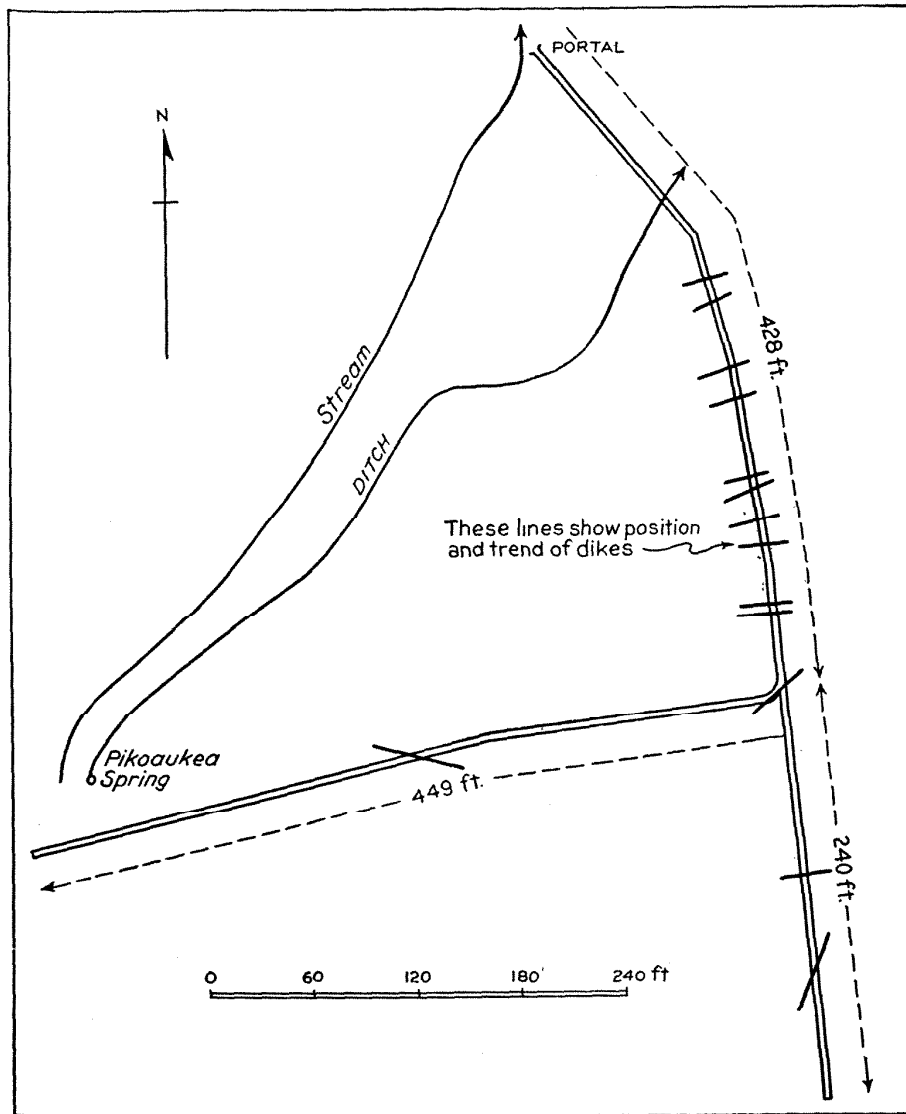 PORTAL
N
428 ft.
Stream
DITCH
These lines show position
and trend of dikes
Pikoaukea
Spring
449 ft.
240 ft.
0 60 120 180' 240 ft